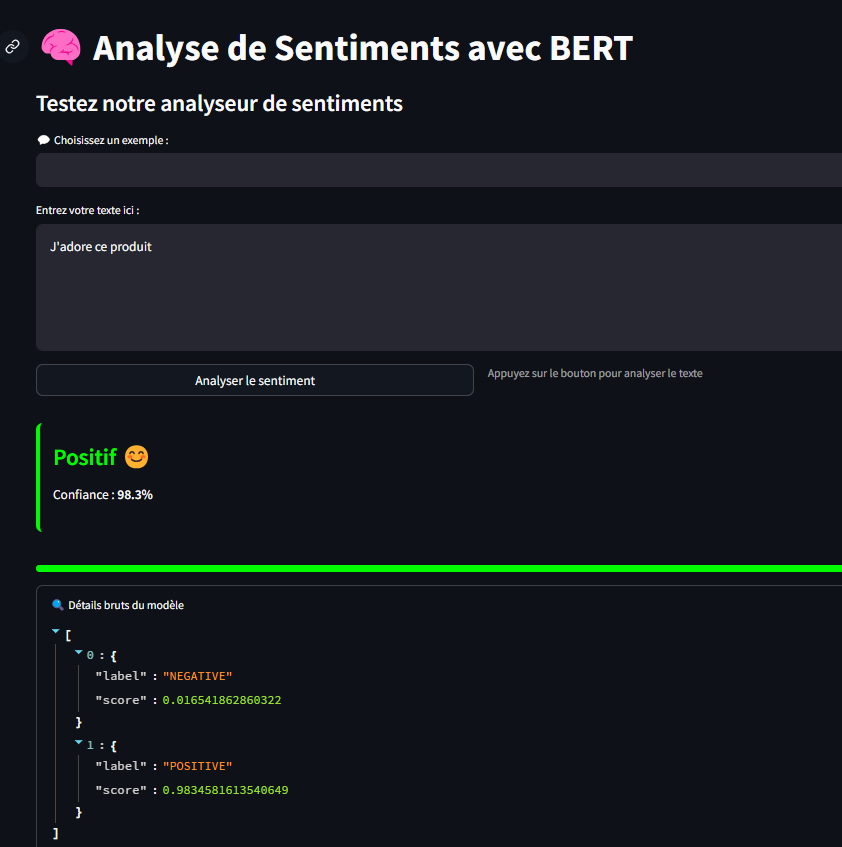 Analyse de Sentiments avec BERT
Testez notre analyseur de sentiments
Choisissez un exemple :
Entrez votre texte ici :
J'adore ce produit
Analyser le sentiment
Appuyez sur le bouton pour analyser le texte
Positif
Confiance : 98.3%
Détails bruts du modèle
[
0 : {
"label" : "NEGATIVE"
"score" : 0.016541862860322
}
1 : {
"label" : "POSITIVE"
"score" : 0.9834581613540649
}
]